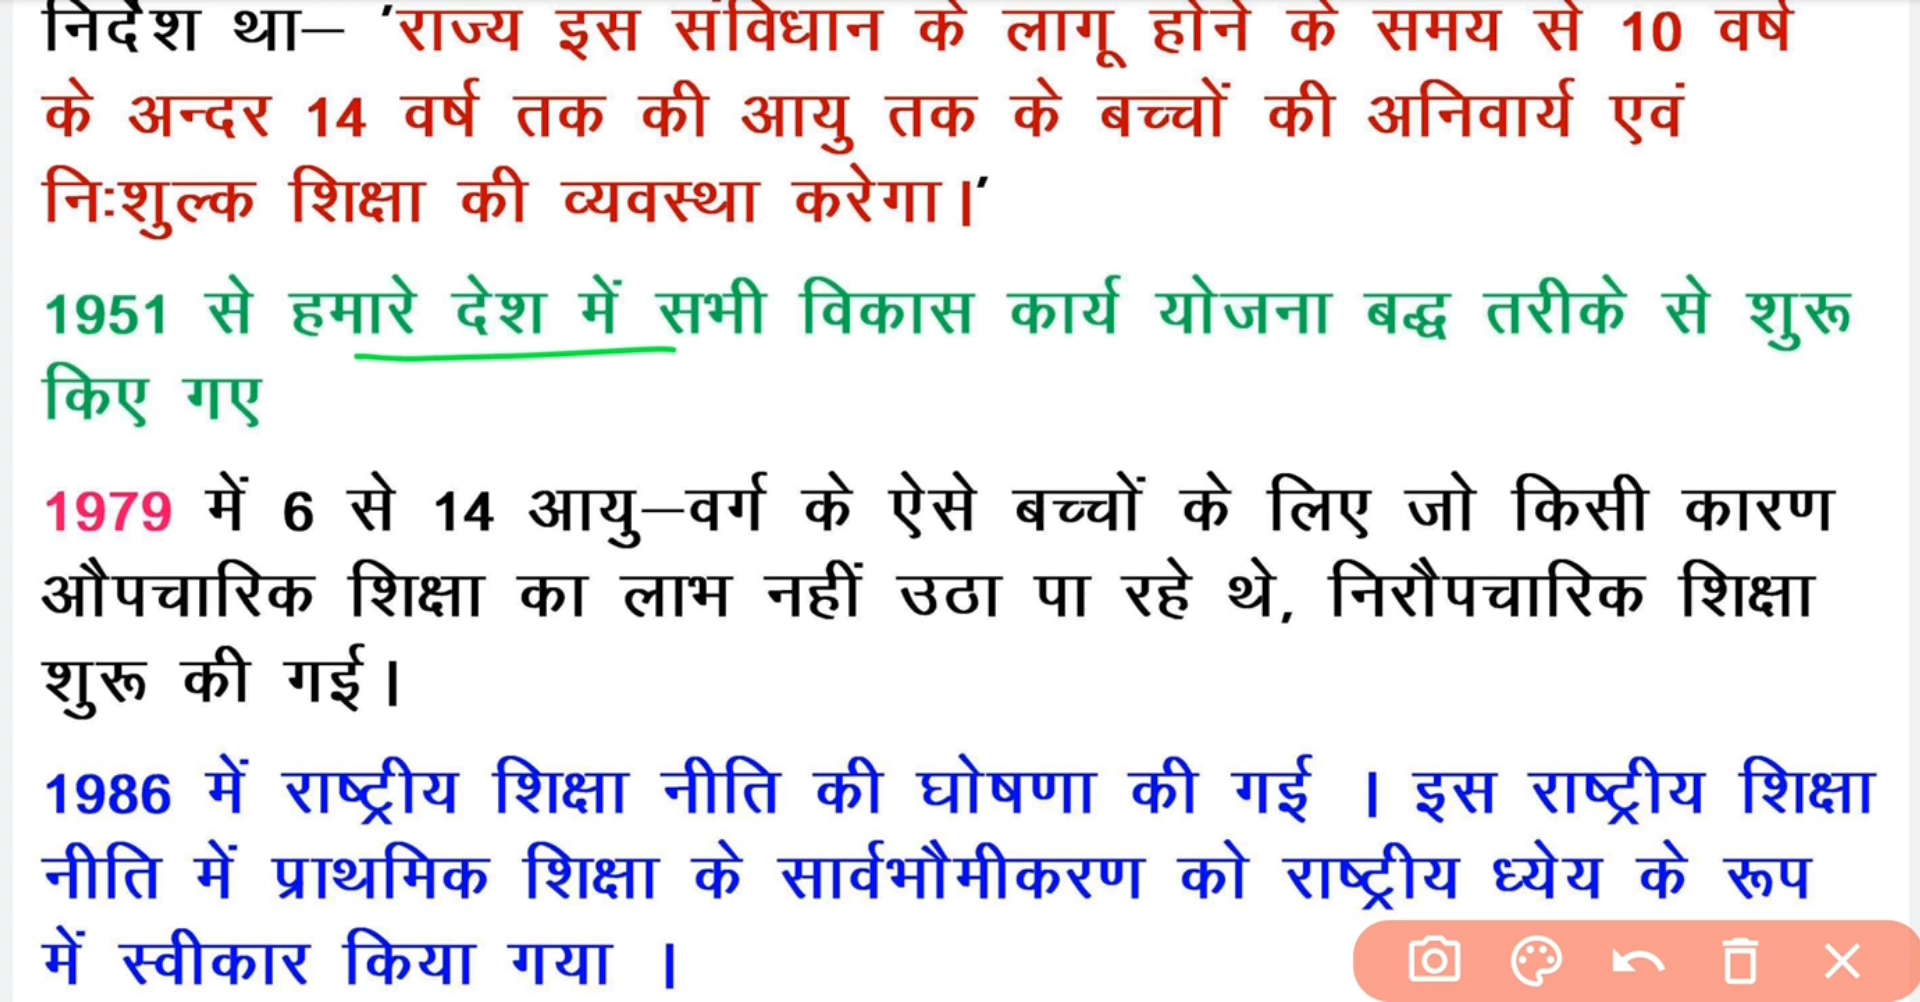 निर्देश था– 'राज्य इस संविधान के लागू होने के समय से 10 वर्ष
के अन्दर 14 वर्ष तक की आयु तक के बच्चों की अनिवार्य एवं
निःशुल्क शिक्षा की व्यवस्था करेगा।'
1951 से हमारे देश में सभी विकास कार्य योजना बद्ध तरीके से शुरू
किए गए
1979 में 6 से 14 आयु–वर्ग के ऐसे बच्चों के लिए जो किसी कारण
औपचारिक शिक्षा का लाभ नहीं उठा पा रहे थे, निरौपचारिक शिक्षा
शुरू की गई।
1986 में राष्ट्रीय शिक्षा नीति की घोषणा की गई । इस राष्ट्रीय शिक्षा
नीति में प्राथमिक शिक्षा के सार्वभौमीकरण को राष्ट्रीय ध्येय के रूप
में स्वीकार किया गया ।